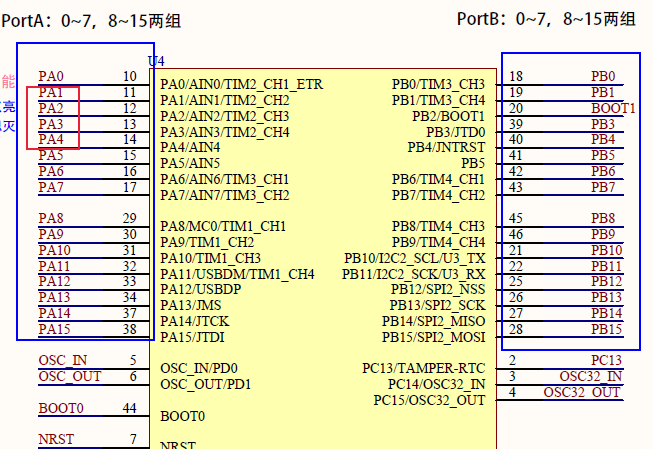 PortA：0~7，8~15两组
PortB：0~7，8~15两组
U4
能
亮
灭
PA0 10 PA0/AIN0/TIM2_CH1_ETR PB0/TIM3_CH3 18 PB0
PA1 11 PA1/AIN1/TIM2_CH2 PB1/TIM3_CH4 19 PB1
PA2 12 PA2/AIN2/TIM2_CH3 PB2/BOOT1 20 BOOT1
PA3 13 PA3/AIN3/TIM2_CH4 PB3/JTD0 39 PB3
PA4 14 PA4/AIN4 PB4/JNTRST 40 PB4
PA5 15 PA5/AIN5 PB5 41 PB5
PA6 16 PA6/AIN6/TIM3_CH1 PB6/TIM4_CH1 42 PB6
PA7 17 PA7/AIN7/TIM3_CH2 PB7/TIM4_CH2 43 PB7
PA8 29 PA8/MC0/TIM1_CH1 PB8/TIM4_CH3 45 PB8
PA9 30 PA9/TIM1_CH2 PB9/TIM4_CH4 46 PB9
PA10 31 PA10/TIM1_CH3 PB10/I2C2_SCL/U3_TX 21 PB10
PA11 32 PA11/USBDM/TIM1_CH4 PB11/I2C2_SCK/U3_RX 22 PB11
PA12 33 PA12/USBDP PB12/SPI2_NSS 25 PB12
PA13 34 PA13/JMS PB13/SPI2_SCK 26 PB13
PA14 37 PA14/JTCK PB14/SPI2_MISO 27 PB14
PA15 38 PA15/JTDI PB15/SPI2_MOSI 28 PB15
OSC_IN 5 OSC_IN/PD0 PC13/TAMPER-RTC 2 PC13
OSC_OUT 6 OSC_OUT/PD1 PC14/OSC32_IN 3 OSC32_IN
PC15/OSC32_OUT 4 OSC32_OUT
BOOT0 44 BOOT0
NRST 7 NRST